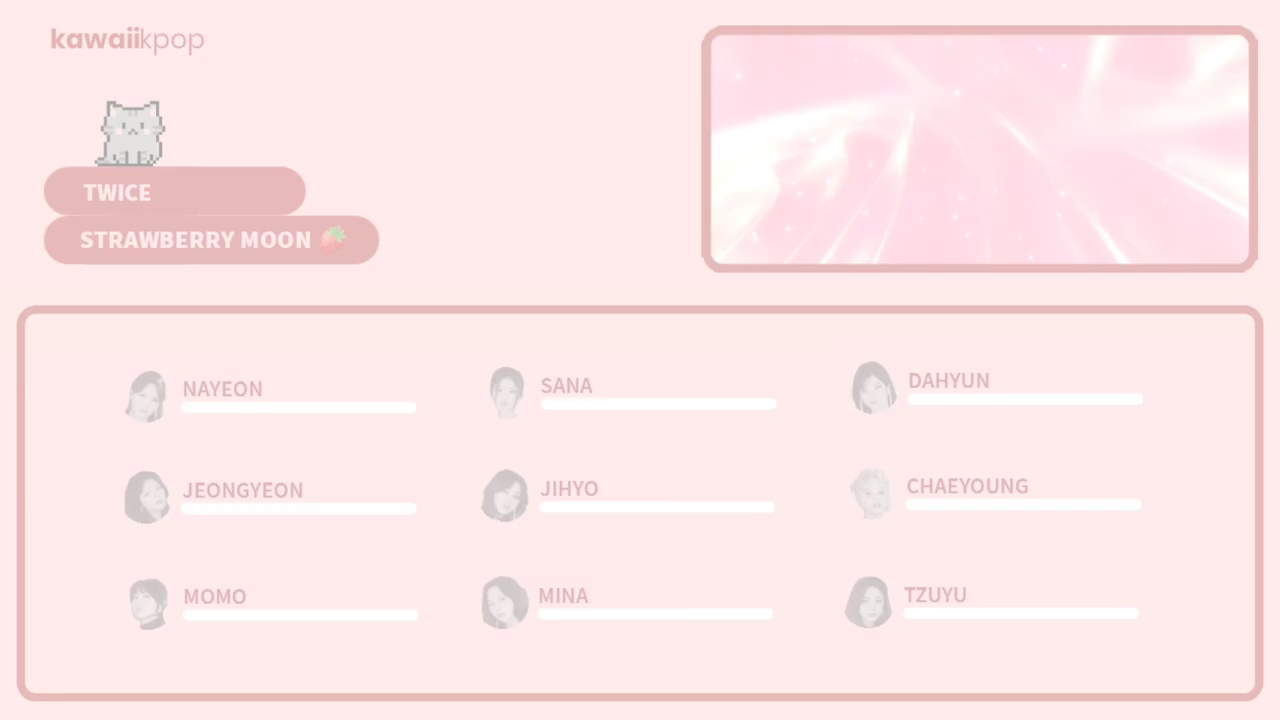 kawaiikpop
TWICE
STRAWBERRY MOON 🍓
NAYEON
SANA
DAHYUN
JEONGYEON
JIHYO
CHAEYOUNG
MOMO
MINA
TZUYU